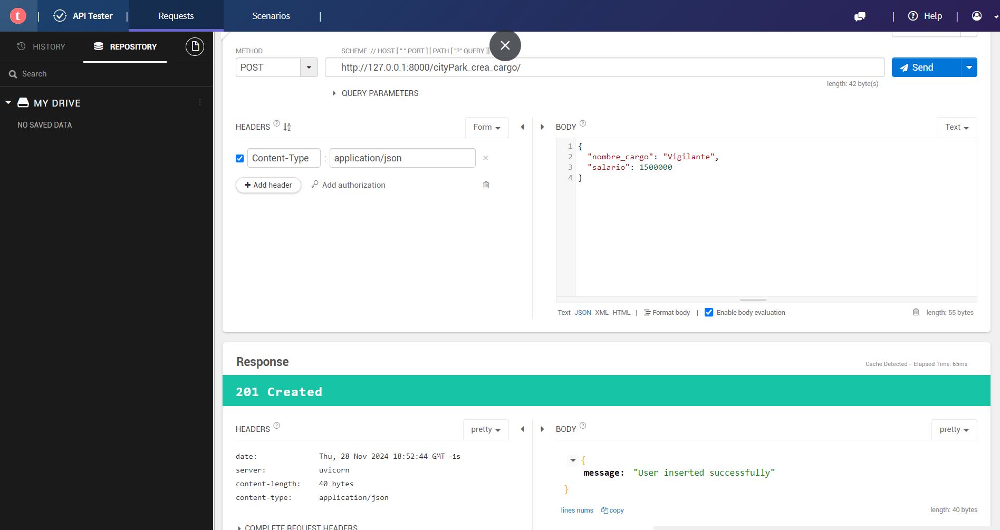 t | API Tester | Requests Scenarios | | Help |
HISTORY REPOSITORY
Search
MY DRIVE
NO SAVED DATA
METHOD SCHEME :// HOST [ ":" PORT ] [ PATH [ "?" QUERY ]]
POST http://127.0.0.1:8000/cityPark_crea_cargo/ Send
length: 42 byte(s)
QUERY PARAMETERS
HEADERS ? Form
Content-Type : application/json ×
+ Add header Add authorization
BODY ? Text
1 {
2 "nombre_cargo": "Vigilante",
3 "salario": 1500000
4 }
Text JSON XML HTML | Format body | Enable body evaluation length: 55 bytes
Response Cache Detected - Elapsed Time: 65ms
201 Created
HEADERS ? pretty
date: Thu, 28 Nov 2024 18:52:44 GMT -1s
server: uvicorn
content-length: 40 bytes
content-type: application/json
COMPLETE REQUEST HEADERS
BODY ? pretty
{
message: "User inserted successfully"
}
lines nums copy length: 40 bytes